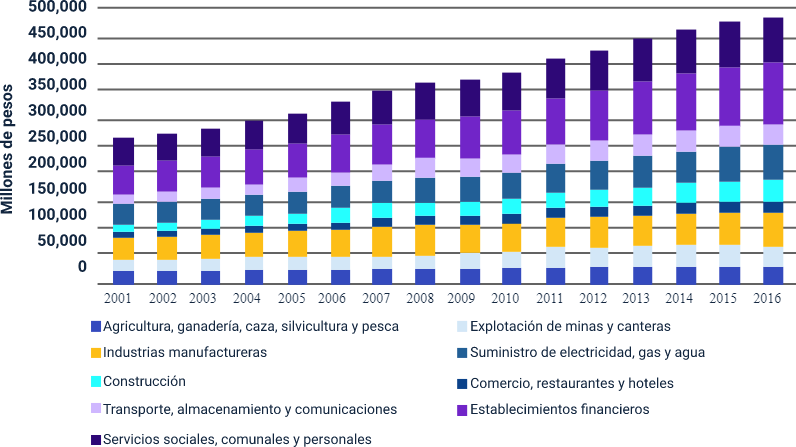 500,000
450,000
400,000
350,000
300,000
250,000
200,000
150,000
100,000
50,000
0
Millones de pesos
2001 2002 2003 2004 2005 2006 2007 2008 2009 2010 2011 2012 2013 2014 2015 2016
Agricultura, ganadería, caza, silvicultura y pesca
Explotación de minas y canteras
Industrias manufactureras
Suministro de electricidad, gas y agua
Construcción
Comercio, restaurantes y hoteles
Transporte, almacenamiento y comunicaciones
Establecimientos financieros
Servicios sociales, comunales y personales